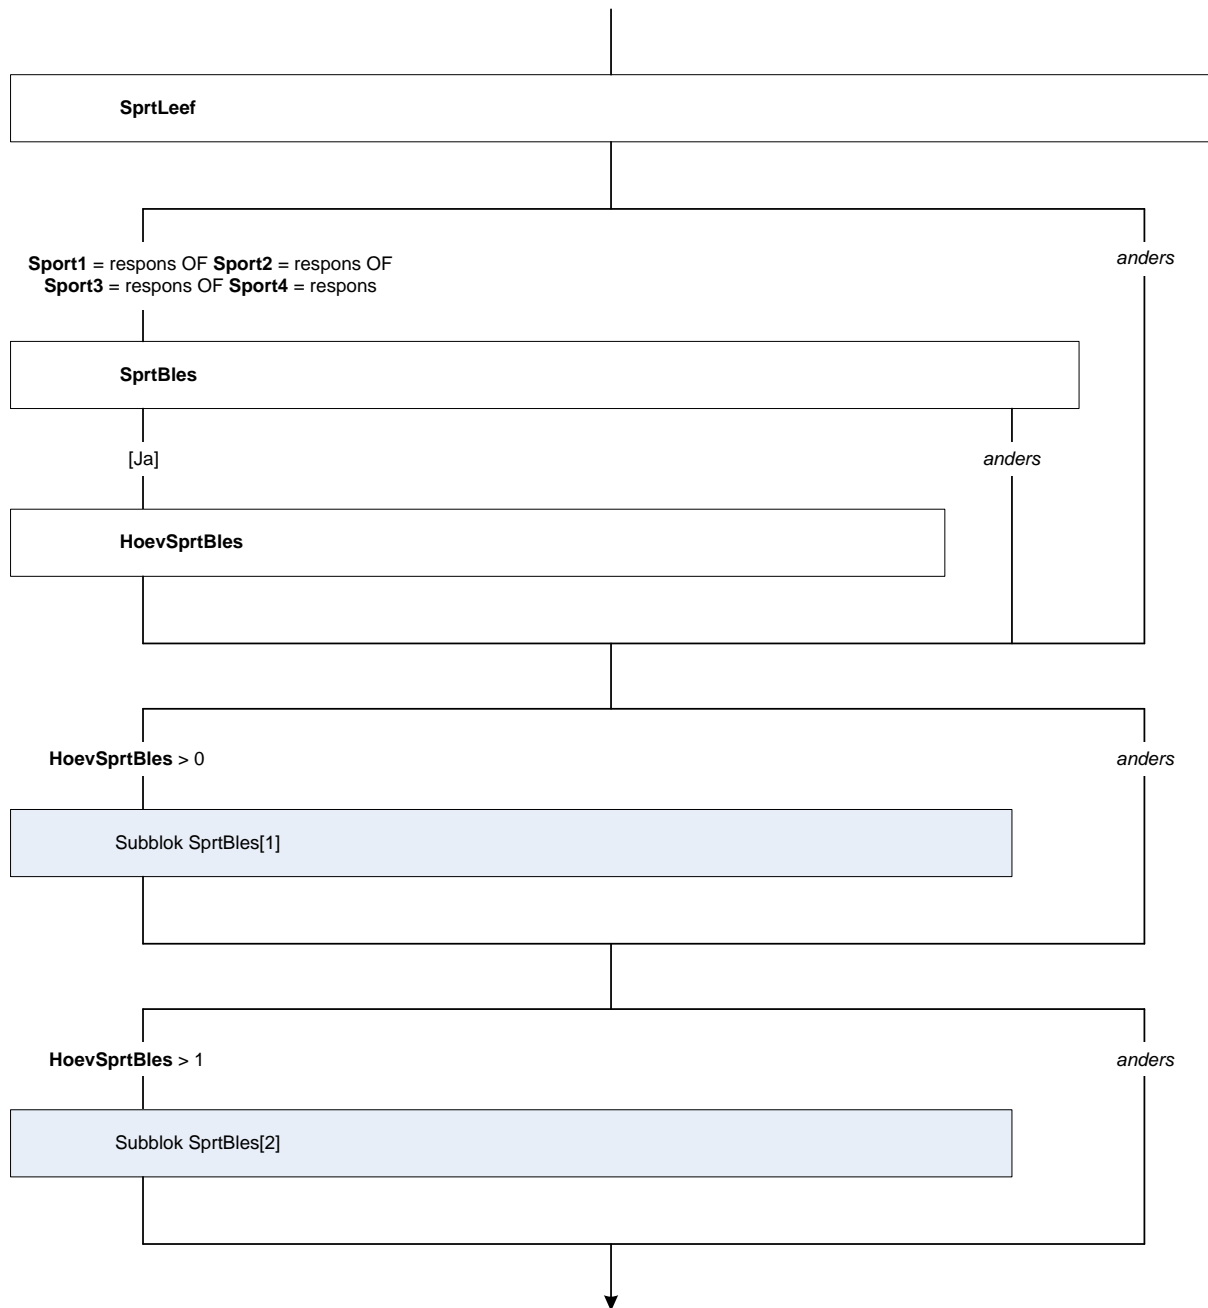 SprtLeef
Sport1 = respons OF Sport2 = respons OF
Sport3 = respons OF Sport4 = respons
anders
SprtBles
[Ja]
anders
HoevSprtBles
HoevSprtBles > 0
anders
Subblok SprtBles[1]
HoevSprtBles > 1
anders
Subblok SprtBles[2]